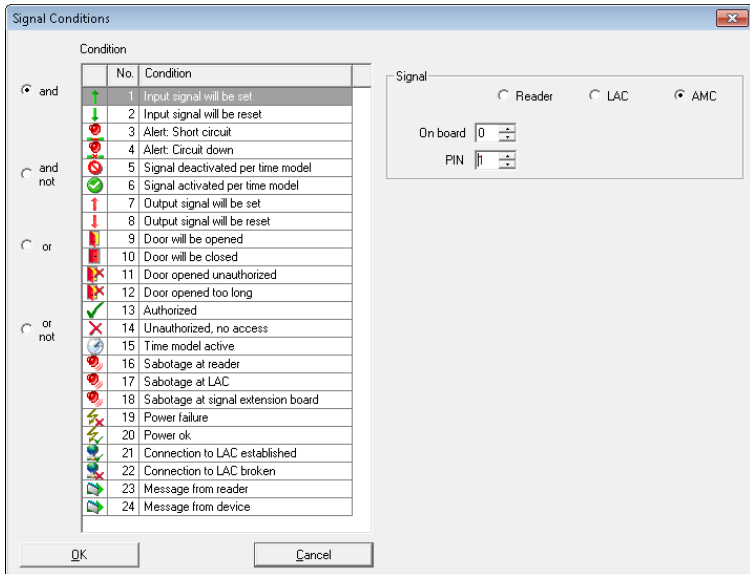 Signal Conditions
Condition
No. Condition
and
and not
or
or not
1 Input signal will be set
2 Input signal will be reset
3 Alert: Short circuit
4 Alert: Circuit down
5 Signal deactivated per time model
6 Signal activated per time model
7 Output signal will be set
8 Output signal will be reset
9 Door will be opened
10 Door will be closed
11 Door opened unauthorized
12 Door opened too long
13 Authorized
14 Unauthorized, no access
15 Time model active
16 Sabotage at reader
17 Sabotage at LAC
18 Sabotage at signal extension board
19 Power failure
20 Power ok
21 Connection to LAC established
22 Connection to LAC broken
23 Message from reader
24 Message from device
Signal
Reader LAC AMC
On board 0
PIN 1
OK Cancel